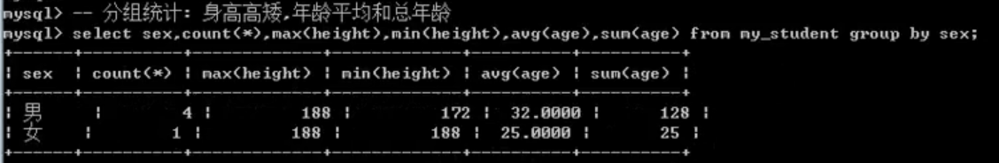 mysql> -- 分组统计: 身高高矮,年龄平均和总年龄
mysql> select sex,count(*),max(height),min(height),avg(age),sum(age) from my_student group by sex;
+------+----------+-------------+-------------+----------+----------+
| sex | count(*) | max(height) | min(height) | avg(age) | sum(age) |
+------+----------+-------------+-------------+----------+----------+
| 男 | 4 | 188 | 172 | 32.0000 | 128 |
| 女 | 1 | 188 | 188 | 25.0000 | 25 |
+------+----------+-------------+-------------+----------+----------+